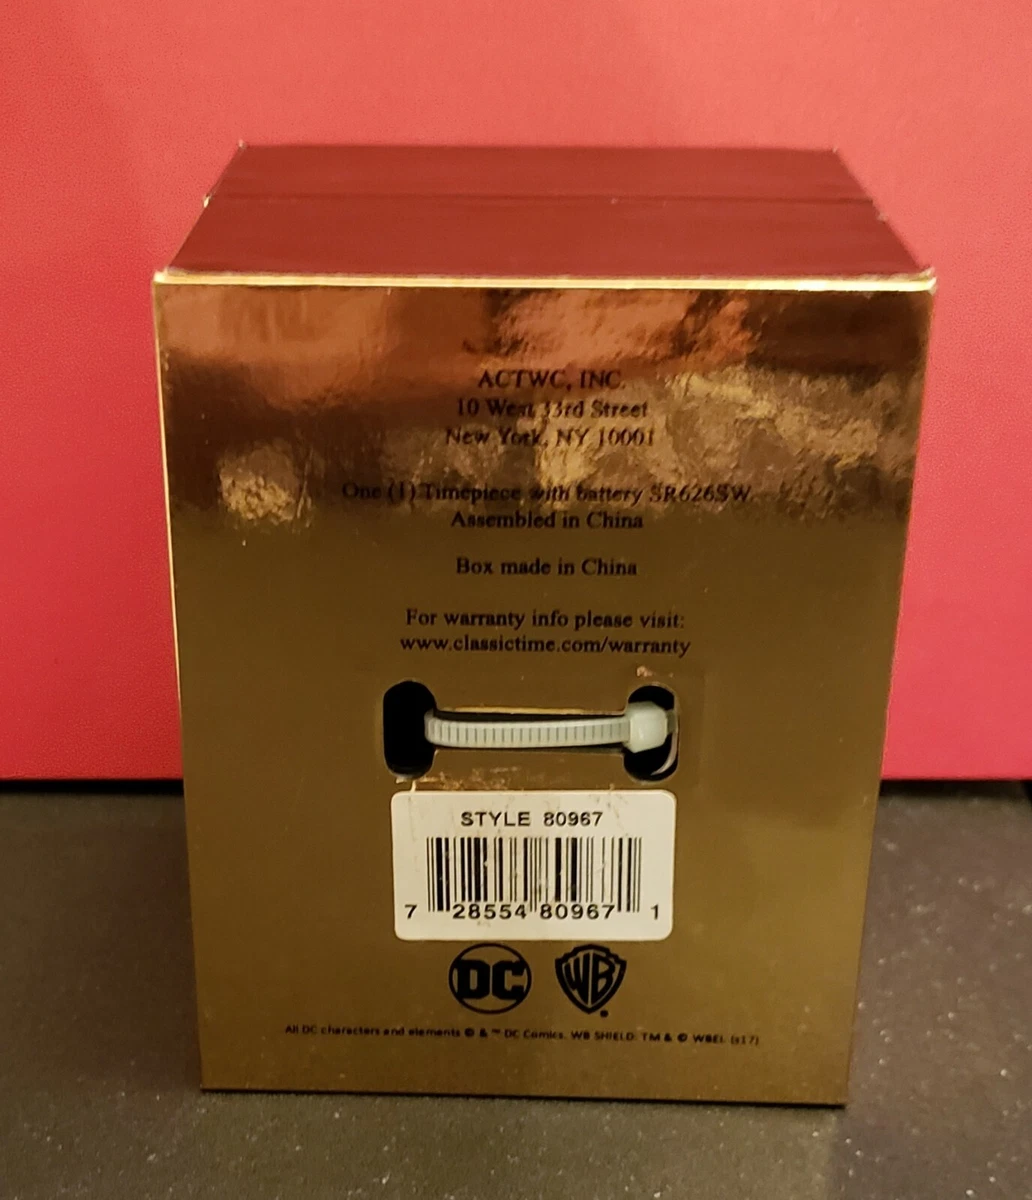 ACTWC, INC.
10 West 33rd Street
New York, NY 10001
One (1) Timepiece with battery SR626SW
Assembled in China
Box made in China
For warranty info please visit:
www.classictime.com/warranty
STYLE 80967
7 28554 80967 1
DC WB
All DC characters and elements © & ™ DC Comics. WB SHIELD: TM & © WBEI. (s17)